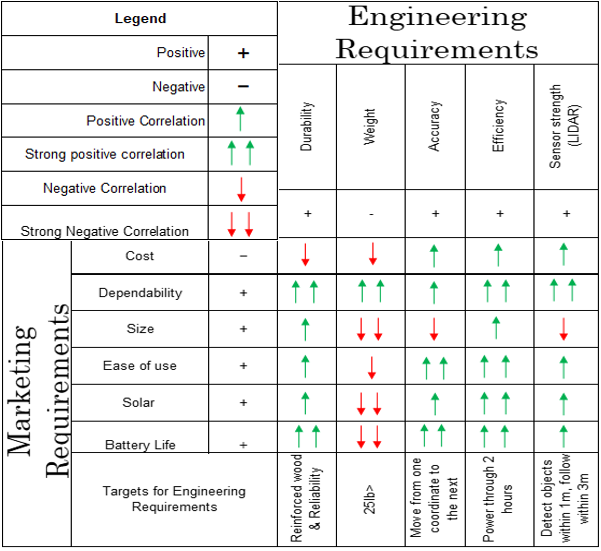 Legend
Engineering
Requirements
Positive +
Negative −
Positive Correlation ↑
Strong positive correlation ↑↑
Negative Correlation ↓
Strong Negative Correlation ↓↓
Durability
Weight
Accuracy
Efficiency
Sensor strength
(LIDAR)
+ - + + +
Marketing
Requirements
Cost − ↓ ↓ ↑ ↑ ↑
Dependability + ↑↑ ↑↑ ↑ ↑↑ ↑↑
Size + ↑ ↓↓ ↓ ↑ ↓
Ease of use + ↑ ↓ ↑↑ ↑↑ ↑
Solar + ↑ ↓↓ ↑ ↑↑ ↑
Battery Life + ↑↑ ↓↓ ↑↑ ↑↑ ↑
Targets for Engineering
Requirements
Reinforced wood
& Reliability
25lb>
Move from one
coordinate to
the next
Power through 2
hours
Detect objects
within 1m, follow
within 3m